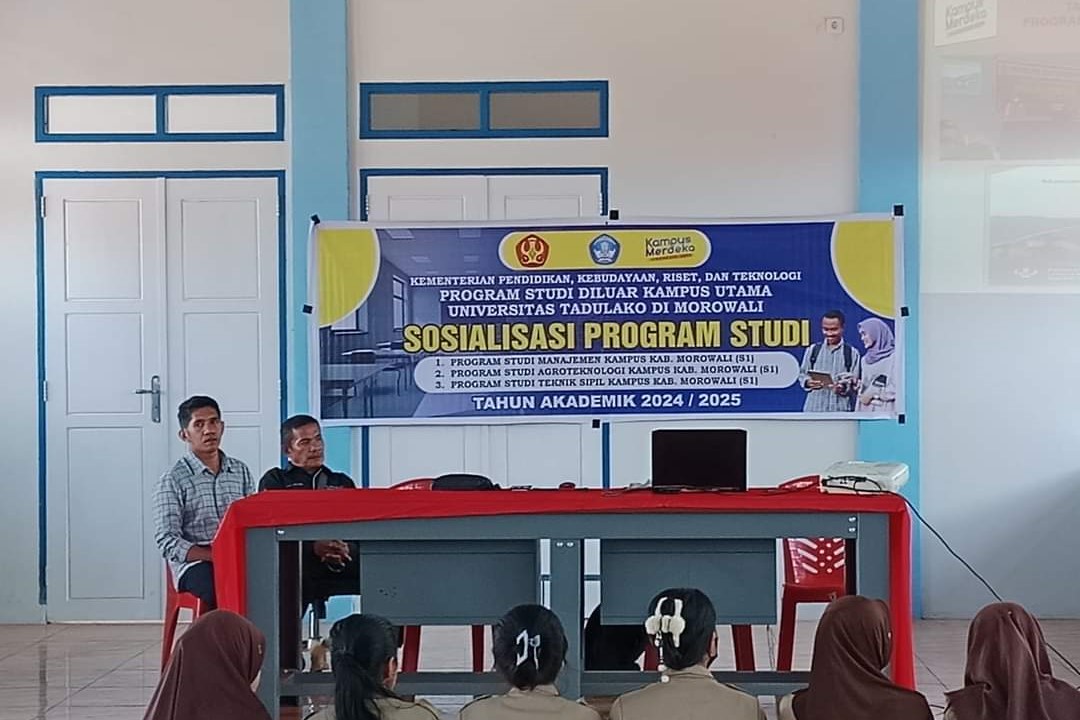 Kampus
Merdeka
KEMENTERIAN PENDIDIKAN, KEBUDAYAAN, RISET, DAN TEKNOLOGI
PROGRAM STUDI DILUAR KAMPUS UTAMA
UNIVERSITAS TADULAKO DI MOROWALI
SOSIALISASI PROGRAM STUDI
1. PROGRAM STUDI MANAJEMEN KAMPUS KAB. MOROWALI (S1)
2. PROGRAM STUDI AGROTEKNOLOGI KAMPUS KAB. MOROWALI (S1)
3. PROGRAM STUDI TEKNIK SIPIL KAMPUS KAB. MOROWALI (S1)
TAHUN AKADEMIK 2024 / 2025
Kampus
Merdeka